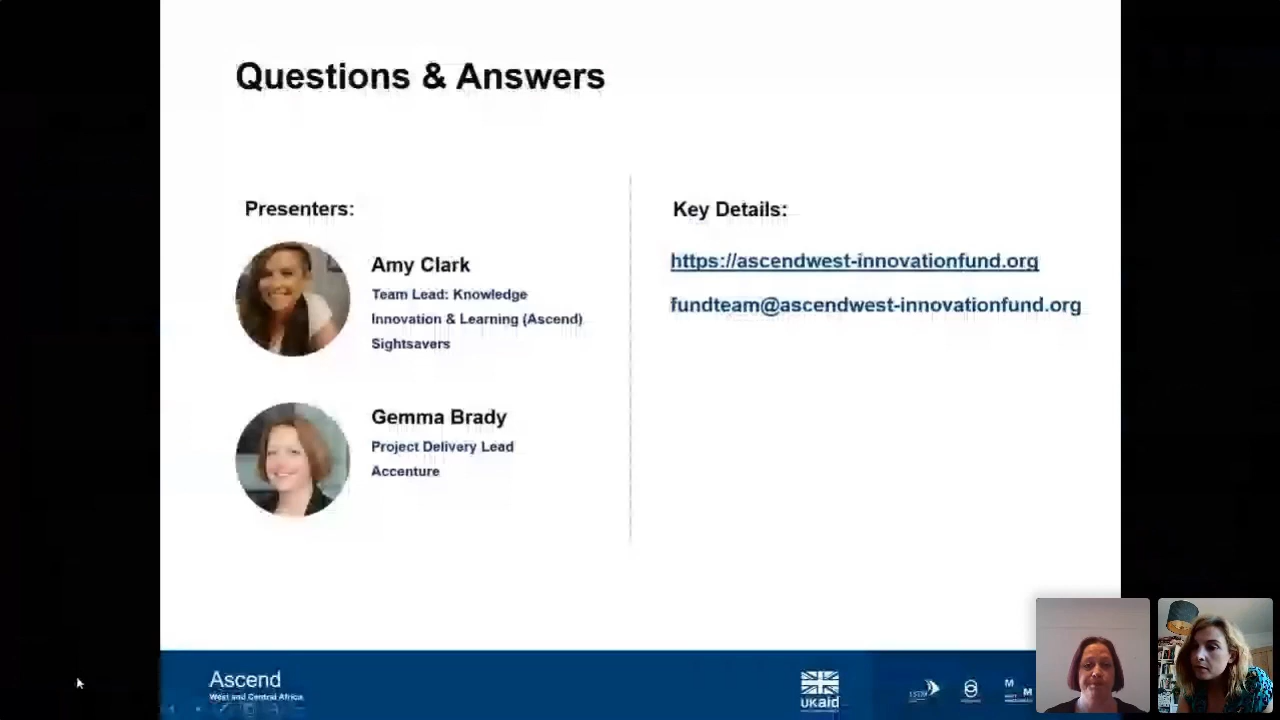 Questions & Answers
Presenters:
Amy Clark
Team Lead: Knowledge
Innovation & Learning (Ascend)
Sightsavers
Gemma Brady
Project Delivery Lead
Accenture
Key Details:
https://ascendwest-innovationfund.org
fundteam@ascendwest-innovationfund.org
Ascend
West and Central Africa
UKaid